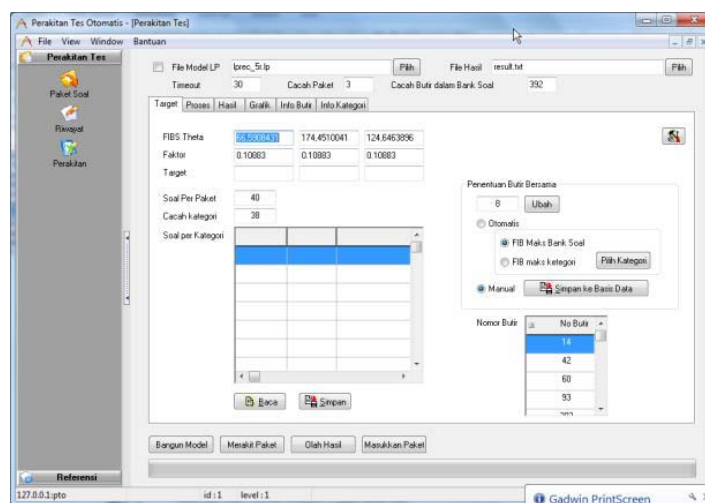 Perakitan Tes Otomatis - [Perakitan Tes]
File View Window Bantuan
Perakitan Tes
Paket Soal
Riwayat
Perakitan
Referensi
File Model LP lprec_5r.lp Pilih File Hasil result.txt Pilih
Timeout 30 Cacah Paket 3 Cacah Butir dalam Bank Soal 392
Target Proses Hasil Grafik Info Butir Info Kategori
FIBS Theta 174,4510041 124,6463896
Faktor 0.10883 0.10883 0.10883
Target
Soal Per Paket 40
Cacah kategori 38
Soal per Kategori
Penentuan Butir Bersama
8 Ubah
Otomatis
FIB Maks Bank Soal
FIB maks ketegori Pilih Kategori
Manual Simpan ke Basis Data
Nomor Butir No Butir
14
42
60
93
Baca Simpan
Bangun Model Merakit Paket Olah Hasil Masukkan Paket
127.0.0.1:pto id : 1 level : 1
Gadwin PrintScreen